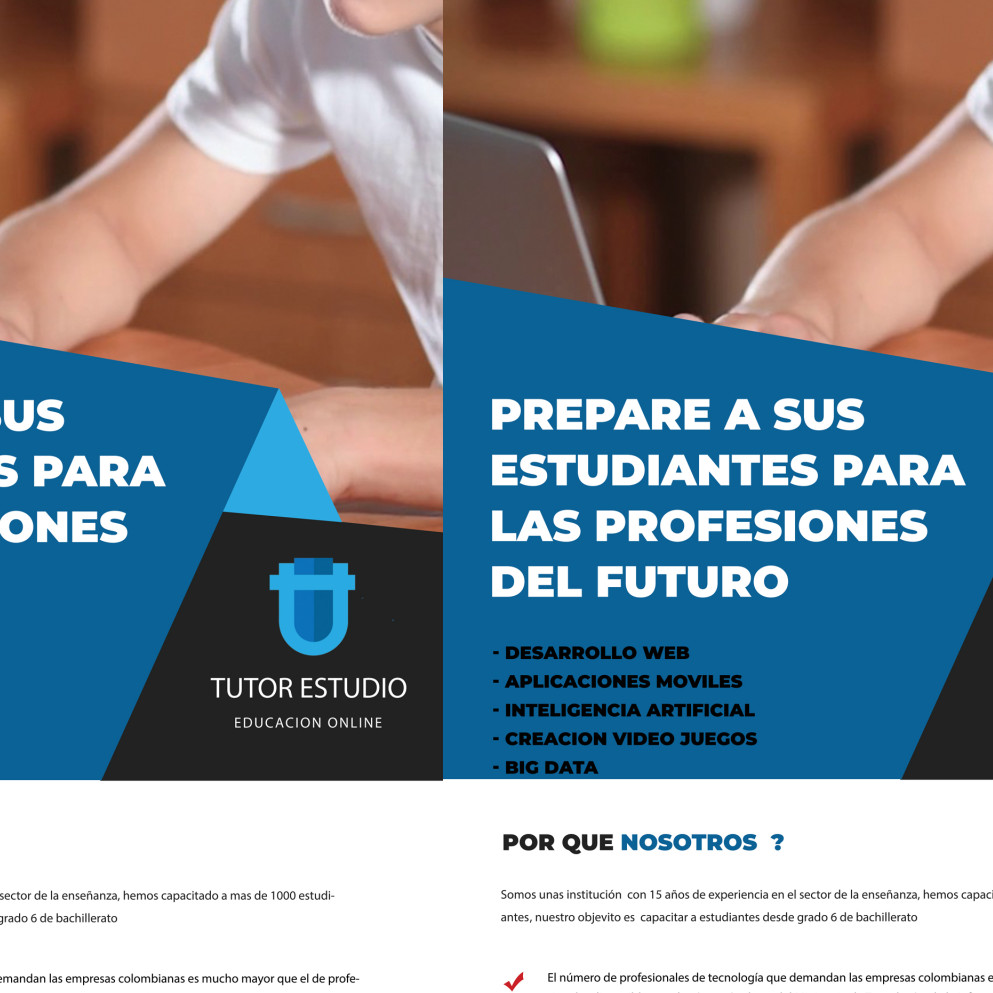 SUS
S PARA
ONES
TUTOR ESTUDIO
EDUCACION ONLINE
sector de la enseñanza, hemos capacitado a mas de 1000 estudi-
grado 6 de bachillerato
emandan las empresas colombianas es mucho mayor que el de profe-
PREPARE A SUS
ESTUDIANTES PARA
LAS PROFESIONES
DEL FUTURO
- DESARROLLO WEB
- APLICACIONES MOVILES
- INTELIGENCIA ARTIFICIAL
- CREACION VIDEO JUEGOS
- BIG DATA
POR QUE NOSOTROS ?
Somos unas institución con 15 años de experiencia en el sector de la enseñanza, hemos capaci
antes, nuestro objevito es capacitar a estudiantes desde grado 6 de bachillerato
El número de profesionales de tecnología que demandan las empresas colombianas e